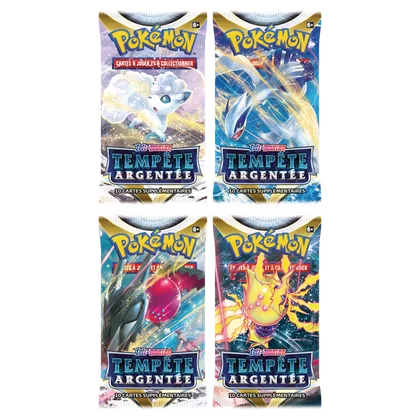 6+
POKÉMON
CARTES À JOUER ET À COLLECTIONNER
TEMPÊTE
ARGENTÉE
10 CARTES SUPPLÉMENTAIRES
6+
POKÉMON
TEMPÊTE
ARGENTÉE
10 CARTES SUPPLÉMENTAIRES
6+
POKÉMON
TEMPÊTE
ARGENTÉE
10 CARTES SUPPLÉMENTAIRES
6+
POKÉMON
TEMPÊTE
ARGENTÉE
10 CARTES SUPPLÉMENTAIRES